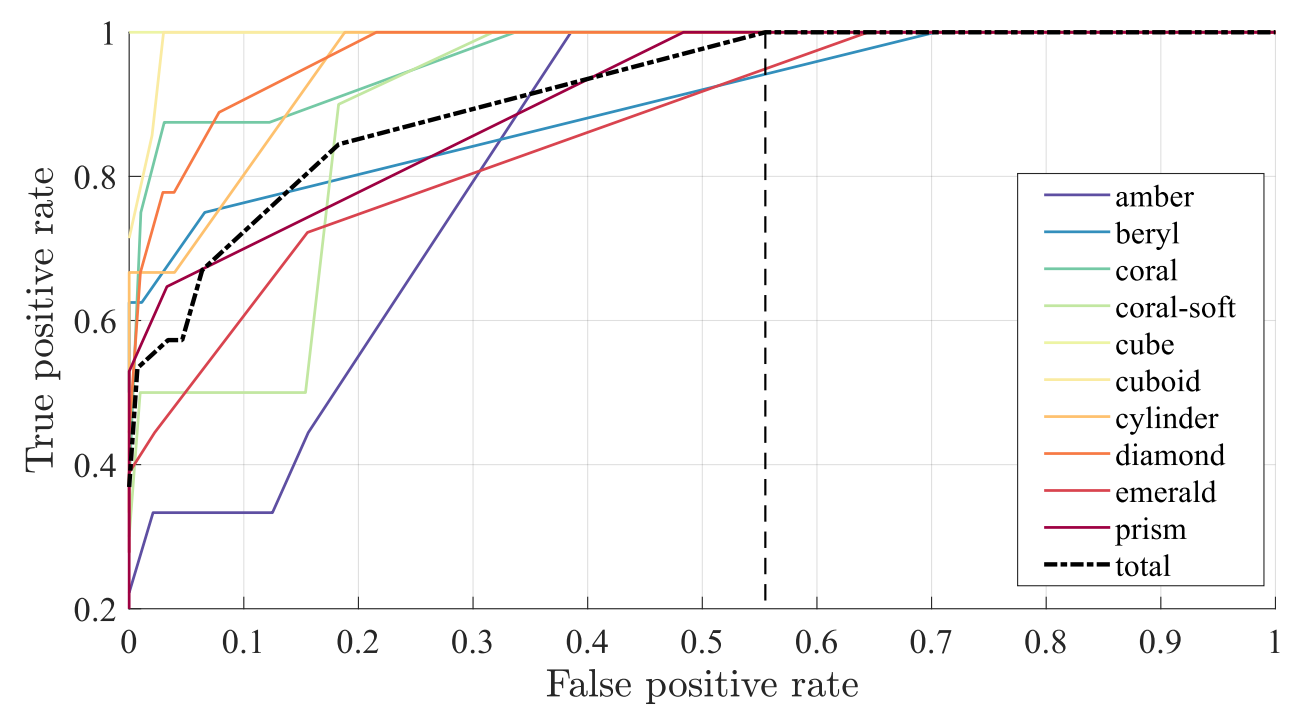 True positive rate
1
0.8
0.6
0.4
0.2
0 0.1 0.2 0.3 0.4 0.5 0.6 0.7 0.8 0.9 1
False positive rate
amber
beryl
coral
coral-soft
cube
cuboid
cylinder
diamond
emerald
prism
total